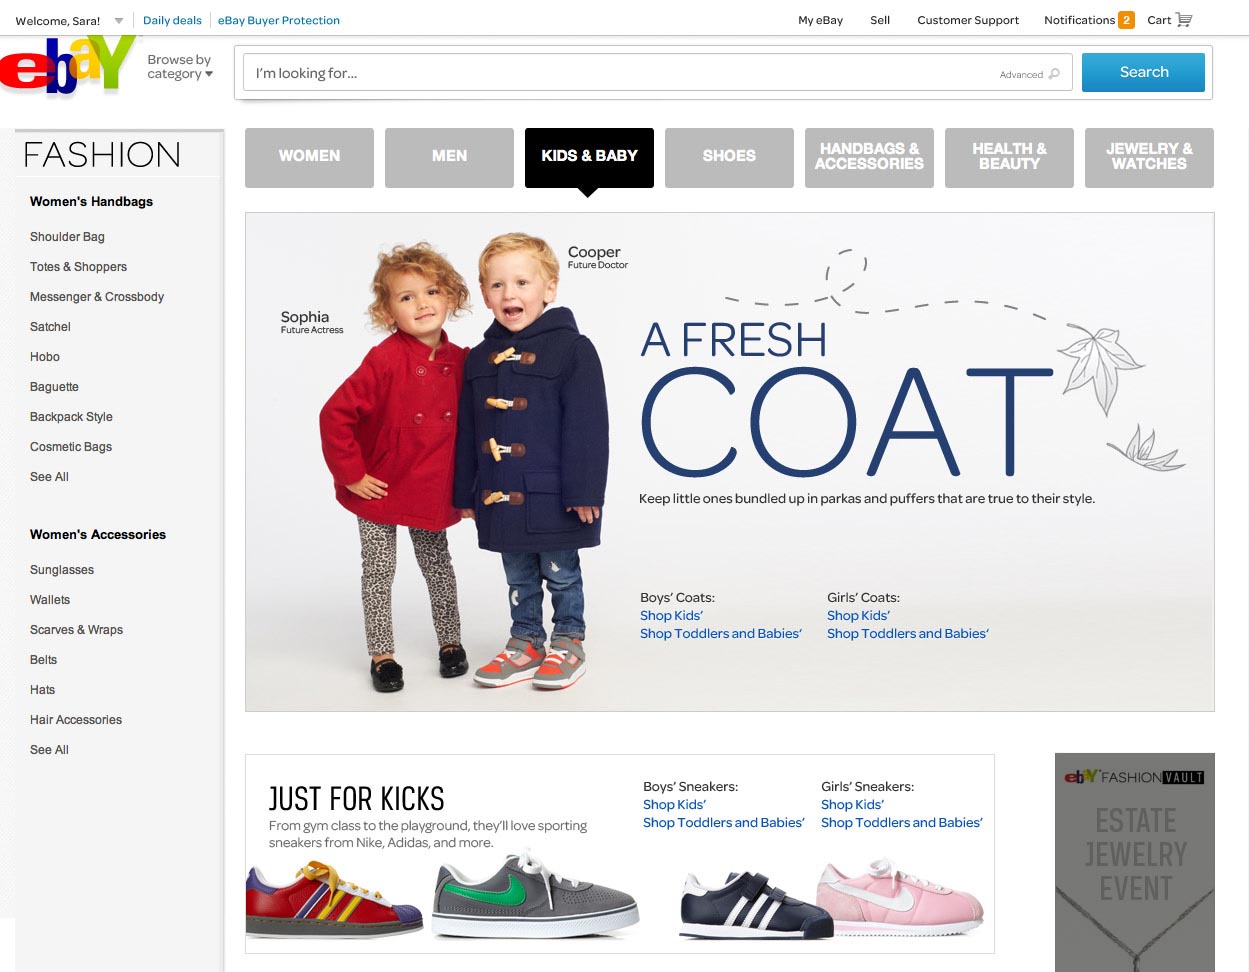 Welcome, Sara!
Daily deals
eBay Buyer Protection
My eBay
Sell
Customer Support
Notifications 2
Cart
ebaY
Browse by
category
I'm looking for...
Advanced
Search
FASHION
Women's Handbags
Shoulder Bag
Totes & Shoppers
Messenger & Crossbody
Satchel
Hobo
Baguette
Backpack Style
Cosmetic Bags
See All
Women's Accessories
Sunglasses
Wallets
Scarves & Wraps
Belts
Hats
Hair Accessories
See All
WOMEN
MEN
KIDS & BABY
SHOES
HANDBAGS &
ACCESSORIES
HEALTH &
BEAUTY
JEWELRY &
WATCHES
Cooper
Future Doctor
Sophia
Future Actress
A FRESH
COAT
Keep little ones bundled up in parkas and puffers that are true to their style.
Boys' Coats:
Shop Kids'
Shop Toddlers and Babies'
Girls' Coats:
Shop Kids'
Shop Toddlers and Babies'
JUST FOR KICKS
From gym class to the playground, they'll love sporting
sneakers from Nike, Adidas, and more.
Boys' Sneakers:
Shop Kids'
Shop Toddlers and Babies'
Girls' Sneakers:
Shop Kids'
Shop Toddlers and Babies'
ebaY FASHION VAULT
ESTATE
JEWELRY
EVENT